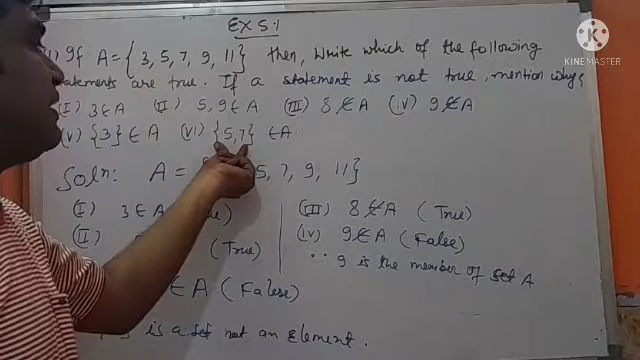 EX 5.1
If A = { 3, 5, 7, 9, 11} then, Write which of the following
statements are true. If a statement is not true, mention why?
(I) 3 ∈ A (II) 5, 9 ∈ A (III) 8 ∉ A (IV) 9 ∉ A
(V) {3} ∈ A (VI) {5,7} ∈ A
Soln: A = 5, 7, 9, 11}
(I) 3 ∈ A
(II) (True)
∈ A (False)
is a set not an Element.
(III) 8 ∉ A (True)
(IV) 9 ∉ A (False)
∵ 9 is the member of set A
KINEMASTER